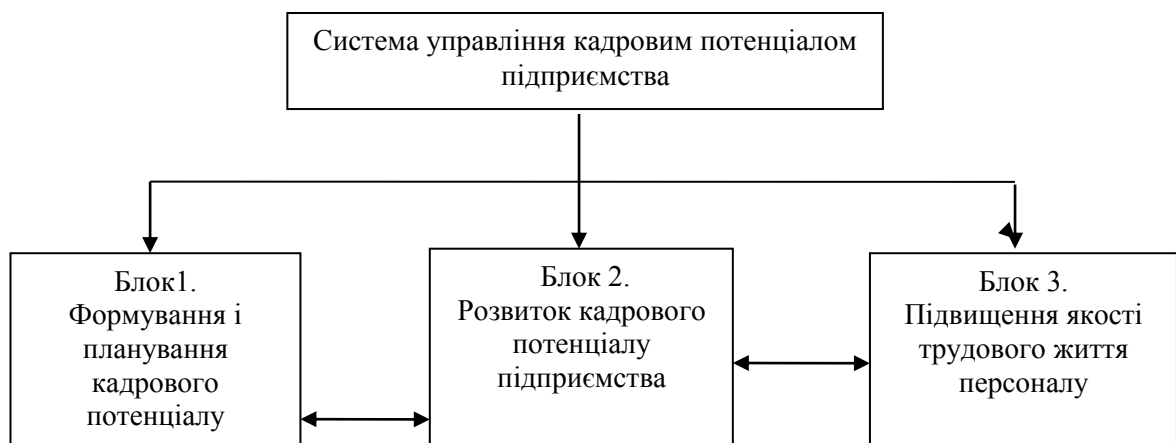 Система управління кадровим потенціалом
підприємства
Блок1.
Формування і
планування
кадрового
потенціалу
Блок 2.
Розвиток кадрового
потенціалу
підприємства
Блок 3.
Підвищення якості
трудового життя
персоналу